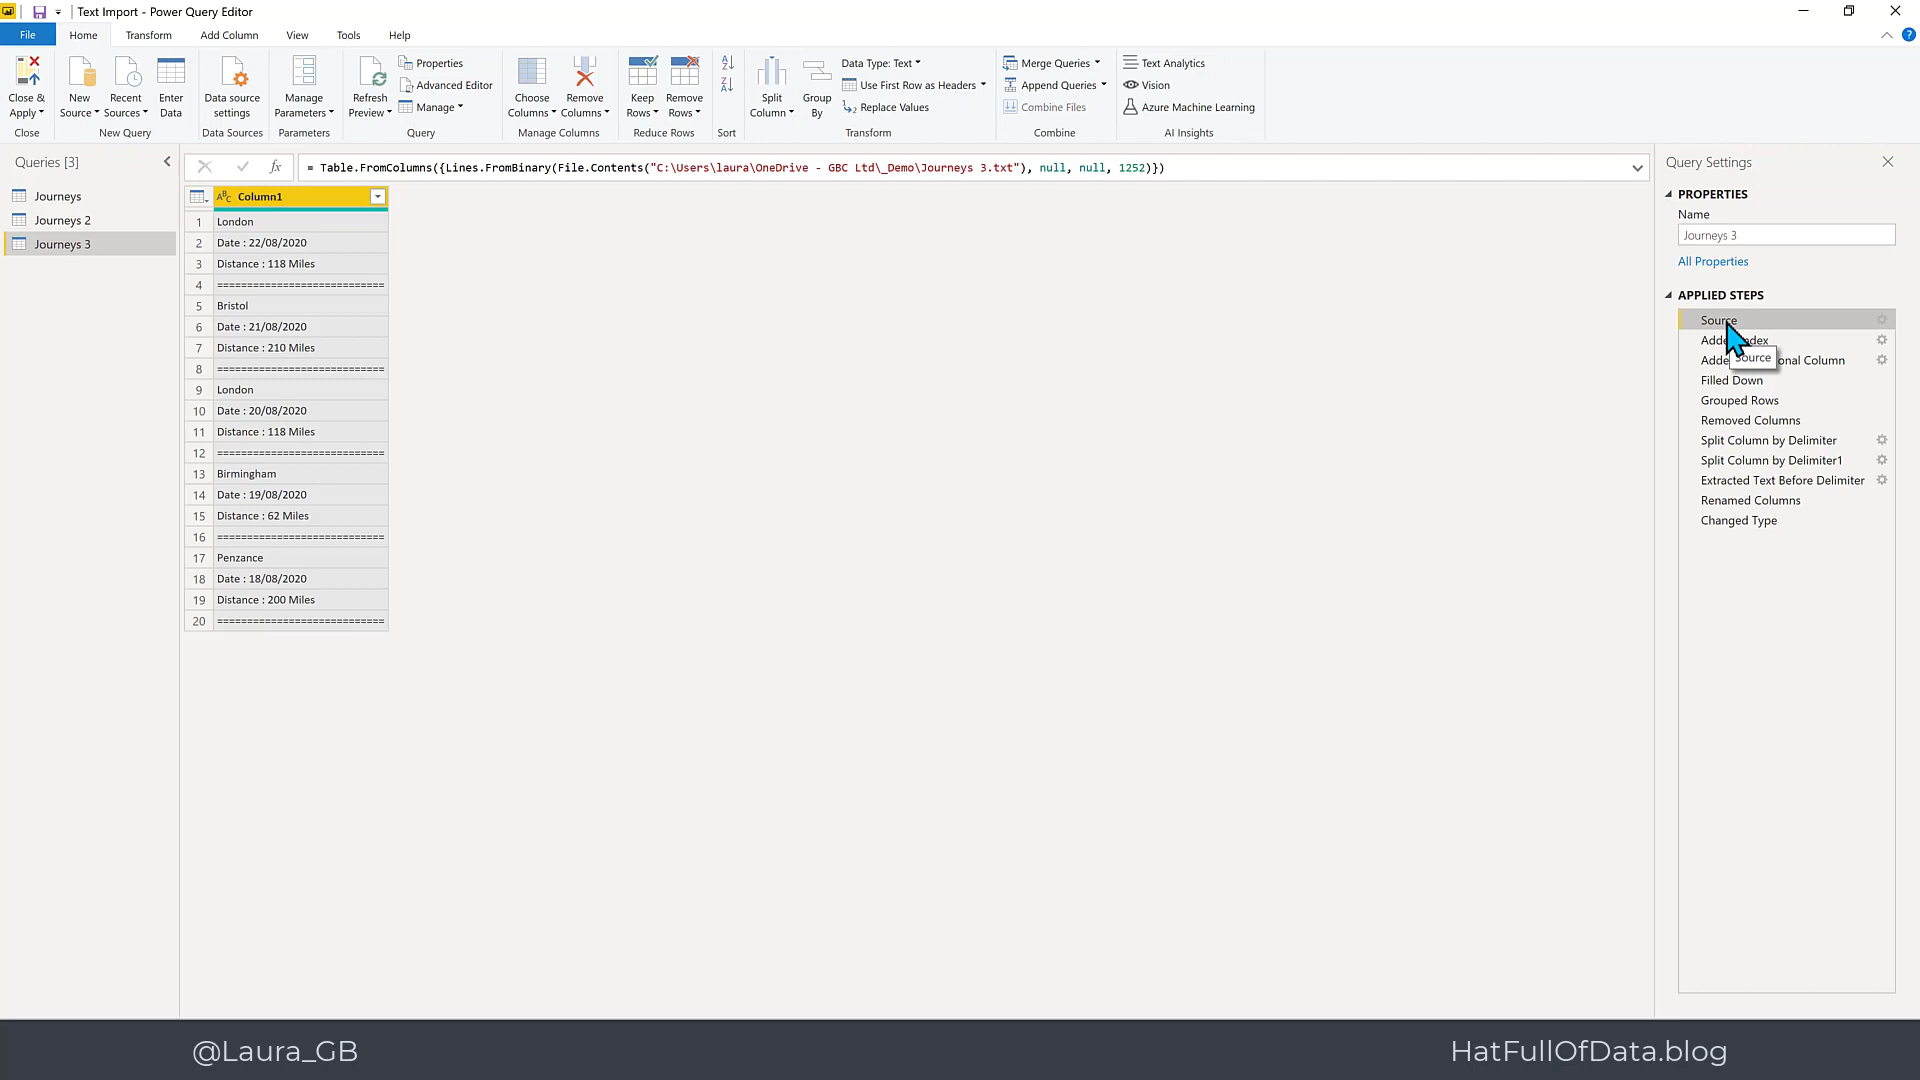 Text Import - Power Query Editor
File Home Transform Add Column View Tools Help
Close & Apply
Close
New Source
Recent Sources
Enter Data
New Query
Data source settings
Data Sources
Manage Parameters
Parameters
Refresh Preview
Properties
Advanced Editor
Manage
Query
Choose Columns
Remove Columns
Manage Columns
Keep Rows
Remove Rows
Reduce Rows
Sort
Split Column
Group By
Data Type: Text
Use First Row as Headers
Replace Values
Transform
Merge Queries
Append Queries
Combine Files
Combine
Text Analytics
Vision
Azure Machine Learning
AI Insights
Queries [3]
Journeys
Journeys 2
Journeys 3
fx
= Table.FromColumns({Lines.FromBinary(File.Contents("C:\Users\laura\OneDrive - GBC Ltd\_Demo\Journeys 3.txt"), null, null, 1252)})
Column1
1 London
2 Date : 22/08/2020
3 Distance : 118 Miles
4 ============================
5 Bristol
6 Date : 21/08/2020
7 Distance : 210 Miles
8 ============================
9 London
10 Date : 20/08/2020
11 Distance : 118 Miles
12 ============================
13 Birmingham
14 Date : 19/08/2020
15 Distance : 62 Miles
16 ============================
17 Penzance
18 Date : 18/08/2020
19 Distance : 200 Miles
20 ============================
Query Settings
PROPERTIES
Name
Journeys 3
All Properties
APPLIED STEPS
Source
Source
Filled Down
Grouped Rows
Removed Columns
Split Column by Delimiter
Split Column by Delimiter1
Extracted Text Before Delimiter
Renamed Columns
Changed Type
@Laura_GB
HatFullOfData.blog